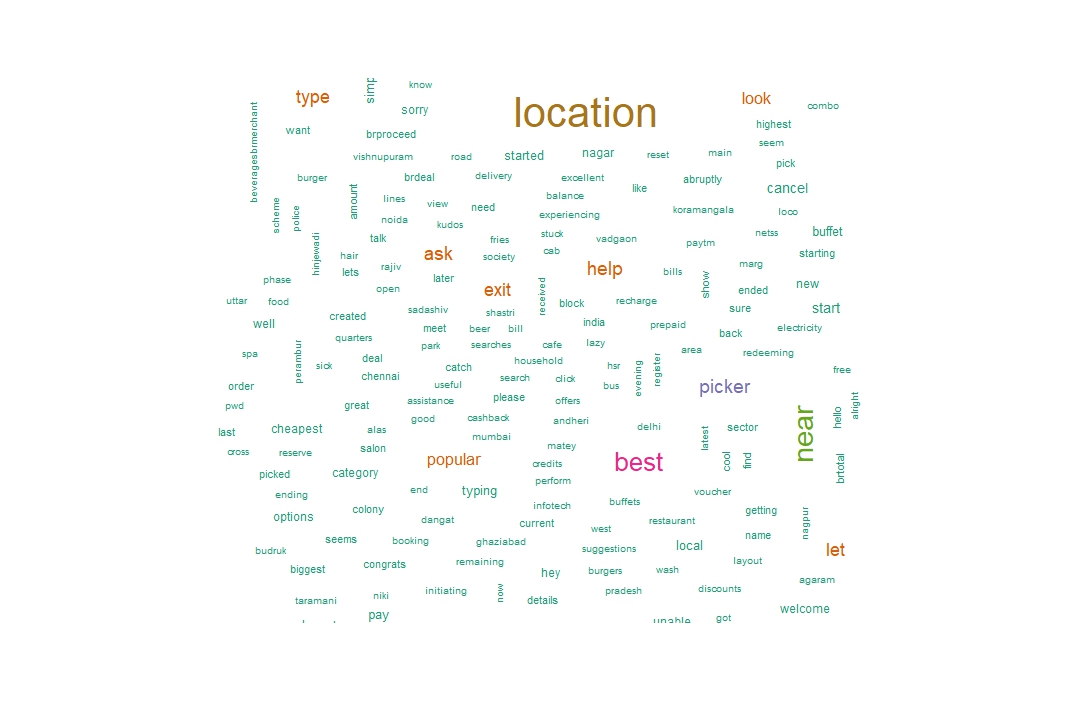 know
simp
type
location
look
combo
sorry
highest
want
brproceed
seem
beveragesbrmerchant
vishnupuram
road
started
nagar
reset
main
pick
burger
brdeal
delivery
excellent
like
abruptly
cancel
amount
lines
view
need
balance
experiencing
koramangala
loco
scheme
police
noida
kudos
stuck
vadgaon
paytm
netss
buffet
talk
fries
cab
hinjewadi
hair
ask
society
help
bills
marg
starting
lets
rajiv
later
phase
open
exit
received
show
ended
new
uttar
food
block
recharge
sure
start
sadashiv
shastri
created
well
meet
beer
bill
india
prepaid
back
electricity
quarters
park
searches
cafe
lazy
area
redeeming
spa
perambur
sick
deal
catch
household
hsr
evening
register
free
chennai
search
click
order
useful
bus
picker
pwd
great
assistance
please
offers
near
hello
alright
good
cashback
andheri
last
cheapest
alas
mumbai
delhi
latest
sector
cross
reserve
salon
matey
popular
credits
best
cool
find
brtotal
picked
category
perform
ending
end
typing
voucher
infotech
buffets
options
colony
dangat
current
west
restaurant
getting
nagpur
seems
booking
ghaziabad
suggestions
local
name
let
budruk
biggest
congrats
remaining
hey
burgers
wash
layout
agaram
taramani
niki
initiating
now
details
pradesh
discounts
welcome
pay
unable
got